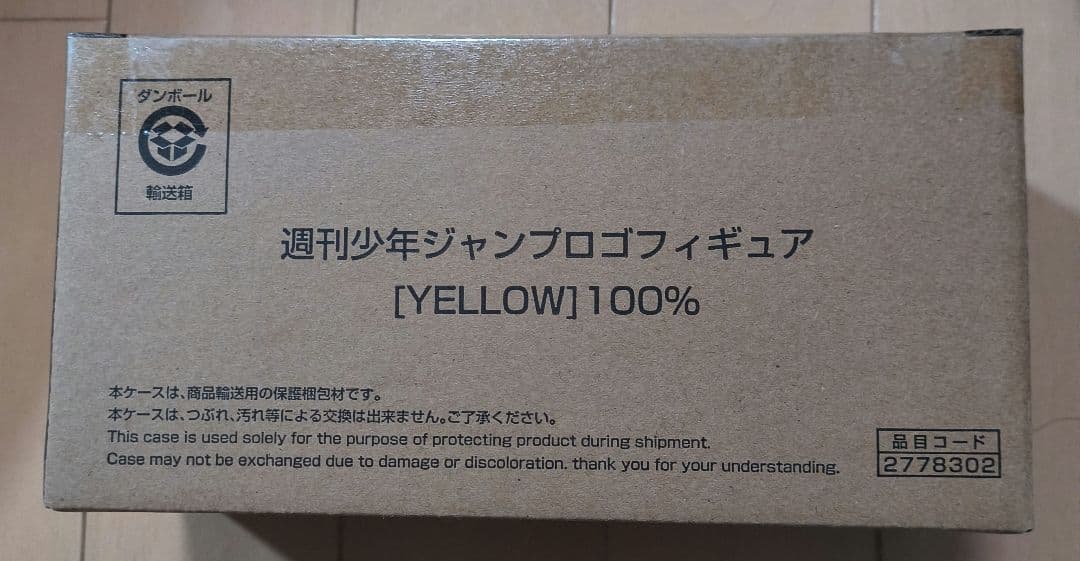 ダンボール
輸送箱
週刊少年ジャンプロゴフィギュア
[YELLOW]100%
本ケースは、商品輸送用の保護梱包材です。
本ケースは、つぶれ、汚れ等による交換は出来ません。ご了承ください。
This case is used solely for the purpose of protecting product during shipment.
Case may not be exchanged due to damage or discoloration. thank you for your understanding.
品目コード
2778302